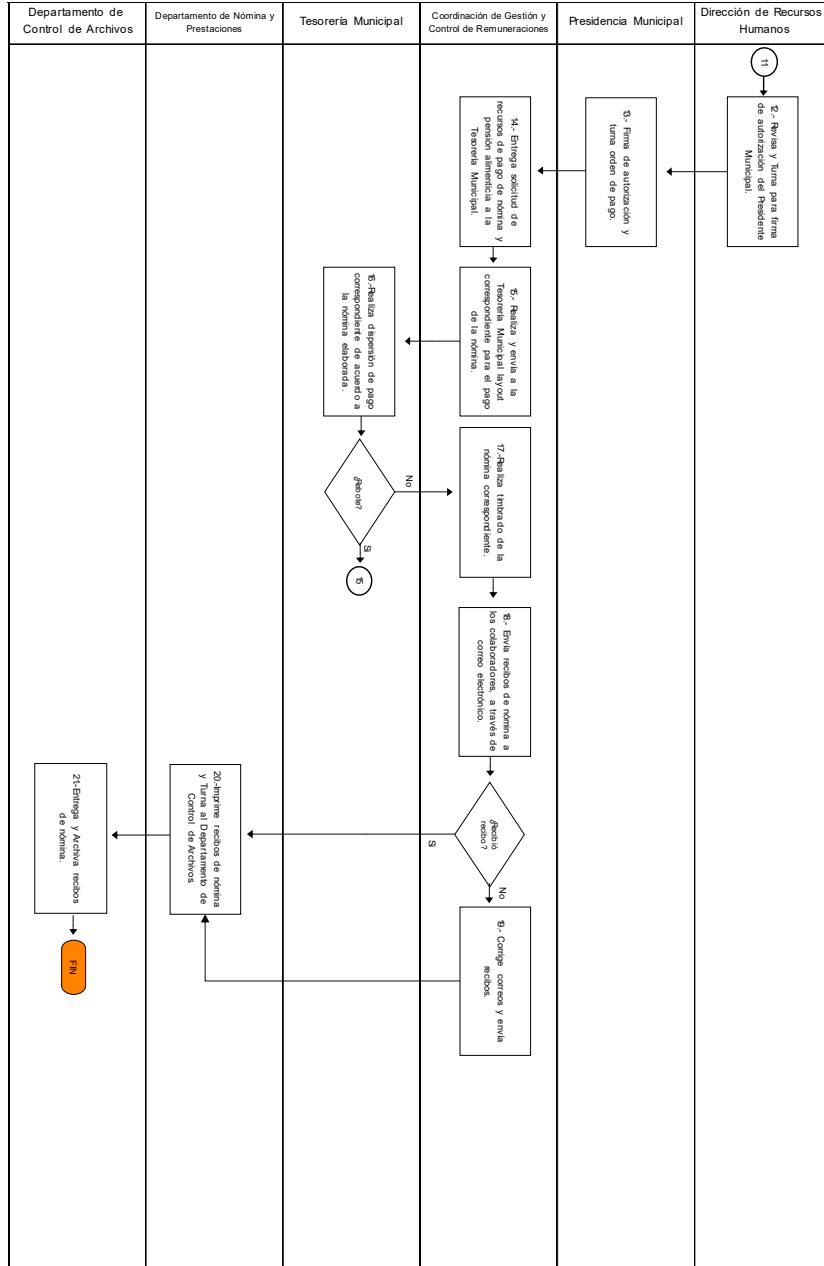 Departamento de
Control de Archivos
Departamento de Nómina y
Prestaciones
Tesorería Municipal
Coordinación de Gestión y
Control de Remuneraciones
Presidencia Municipal
Dirección de Recursos
Humanos
11
12.- Revisa y Turna para firma
de autorización del Presidente
Municipal.
13.- Firma de autorización y
turna orden de pago.
14.- Entrega solicitud de
recursos de pago de nómina y
pensión alimenticia a la
Tesorería Municipal.
15.- Realiza y envía a la
Tesorería Municipal layout
correspondiente para el pago
de la nómina.
16.-Realiza dispersión de pago
correspondiente de acuerdo a
la nómina elaborada.
¿Rebote?
No
Si
15
17.-Realiza timbrado de la
nómina correspondiente.
18.- Envía recibos de nómina a
los colaboradores, a través de
correo electrónico.
¿Recibió
recibo?
Si
No
19.- Corrige correos y envía
recibos.
20.-Imprime recibos de nómina
y Turna al Departamento de
Control de Archivos
21.-Entrega y Archiva recibos
de nómina.
FIN